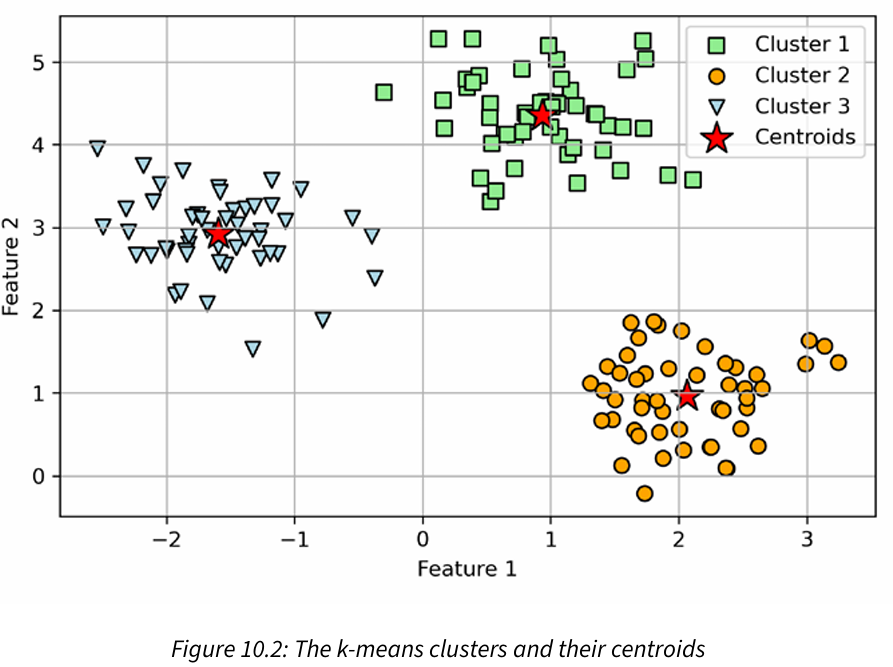 Cluster 1
Cluster 2
Cluster 3
Centroids
5
4
3
2
1
0
Feature 2
−2
−1
0
1
2
3
Feature 1
Figure 10.2: The k-means clusters and their centroids